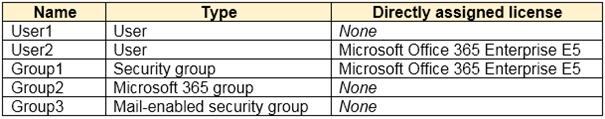 Name Type Directly assigned license
User1 User None
User2 User Microsoft Office 365 Enterprise E5
Group1 Security group Microsoft Office 365 Enterprise E5
Group2 Microsoft 365 group None
Group3 Mail-enabled security group None